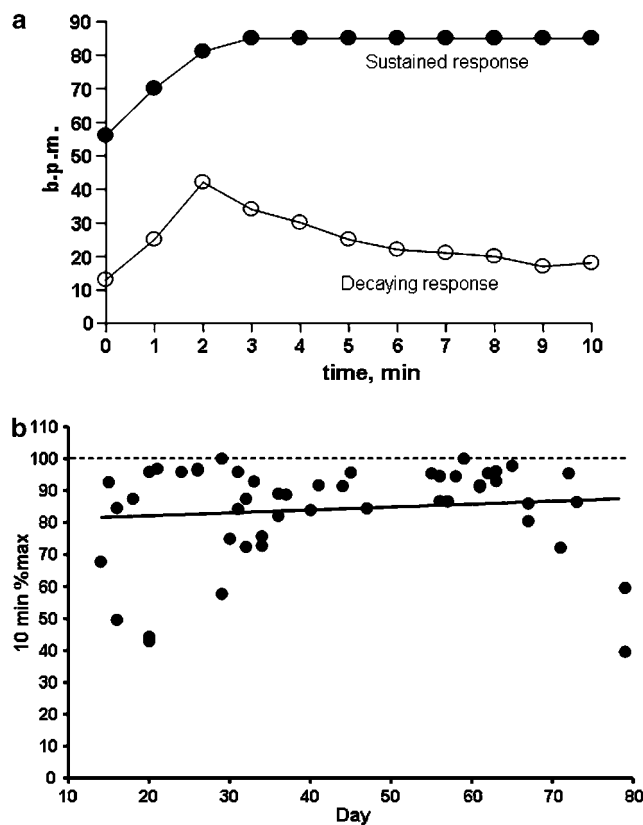 a
b.p.m.
90
80
70
60
50
40
30
20
10
0
Sustained response
Decaying response
0 1 2 3 4 5 6 7 8 9 10
time, min
b
10 min %max
110
100
90
80
70
60
50
40
30
20
10
0
10 20 30 40 50 60 70 80
Day